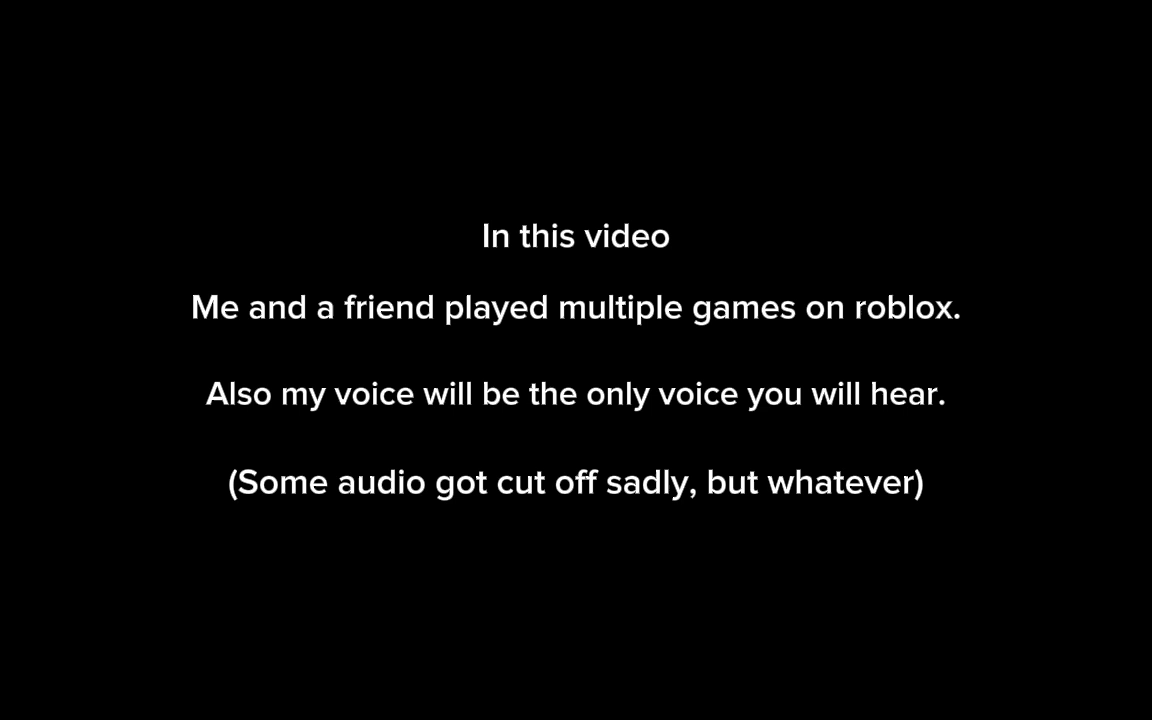 In this video
Me and a friend played multiple games on roblox.
Also my voice will be the only voice you will hear.
(Some audio got cut off sadly, but whatever)